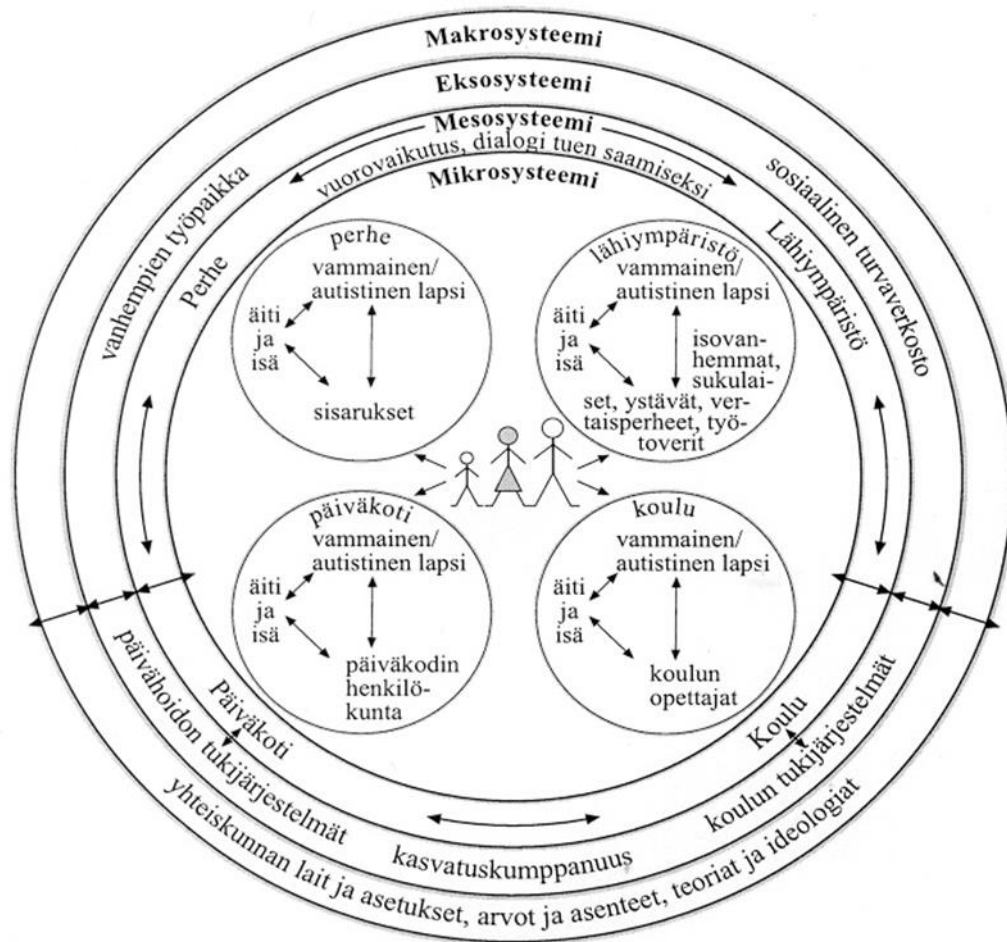 Makrosysteemi
Eksosysteemi
Mesosysteemi
vuorovaikutus, dialogi tuen saamiseksi
Mikrosysteemi
vanhempien työpaikka
sosiaalinen turvaverkosto
Perhe
Lähiympäristö
perhe
vammainen/
autistinen lapsi
äiti
ja
isä
sisarukset
lähiympäristö
vammainen/
autistinen lapsi
äiti
ja
isä
isovan-
hemmat,
sukulai-
set, ystävät, ver-
taisperheet, työ-
toverit
päiväkoti
vammainen/
autistinen lapsi
äiti
ja
isä
päiväkodin
henkilö-
kunta
koulu
vammainen/
autistinen lapsi
äiti
ja
isä
koulun
opettajat
Päiväkoti
Koulu
päivähoidon tukijärjestelmät
kasvatuskumppanuus
koulun tukijärjestelmät
yhteiskunnan lait ja asetukset, arvot ja asenteet, teoriat ja ideologiat